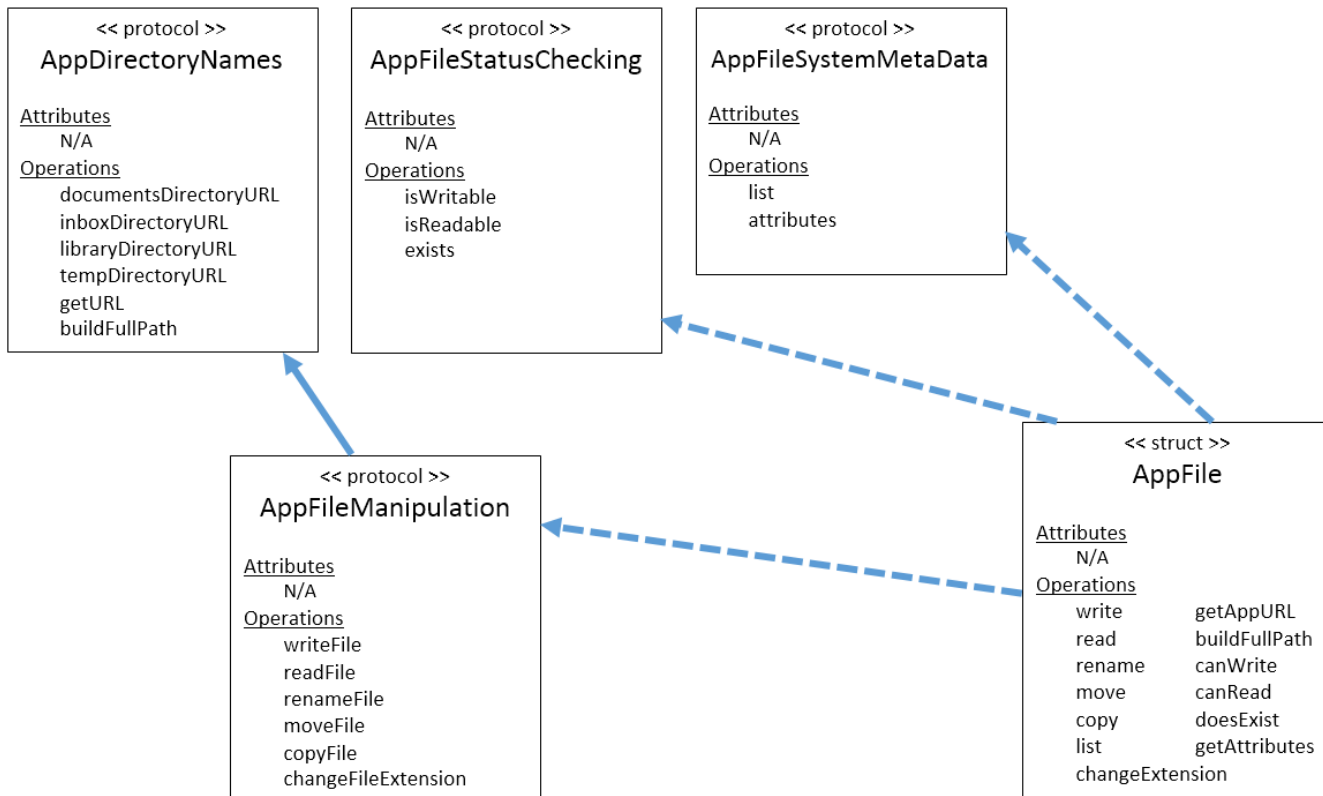 << protocol >>
AppDirectoryNames
Attributes
N/A
Operations
documentsDirectoryURL
inboxDirectoryURL
libraryDirectoryURL
tempDirectoryURL
getURL
buildFullPath
<< protocol >>
AppFileStatusChecking
Attributes
N/A
Operations
isWritable
isReadable
exists
<< protocol >>
AppFileSystemMetaData
Attributes
N/A
Operations
list
attributes
<< protocol >>
AppFileManipulation
Attributes
N/A
Operations
writeFile
readFile
renameFile
moveFile
copyFile
changeFileExtension
<< struct >>
AppFile
Attributes
N/A
Operations
write getAppURL
read buildFullPath
rename canWrite
move canRead
copy doesExist
list getAttributes
changeExtension